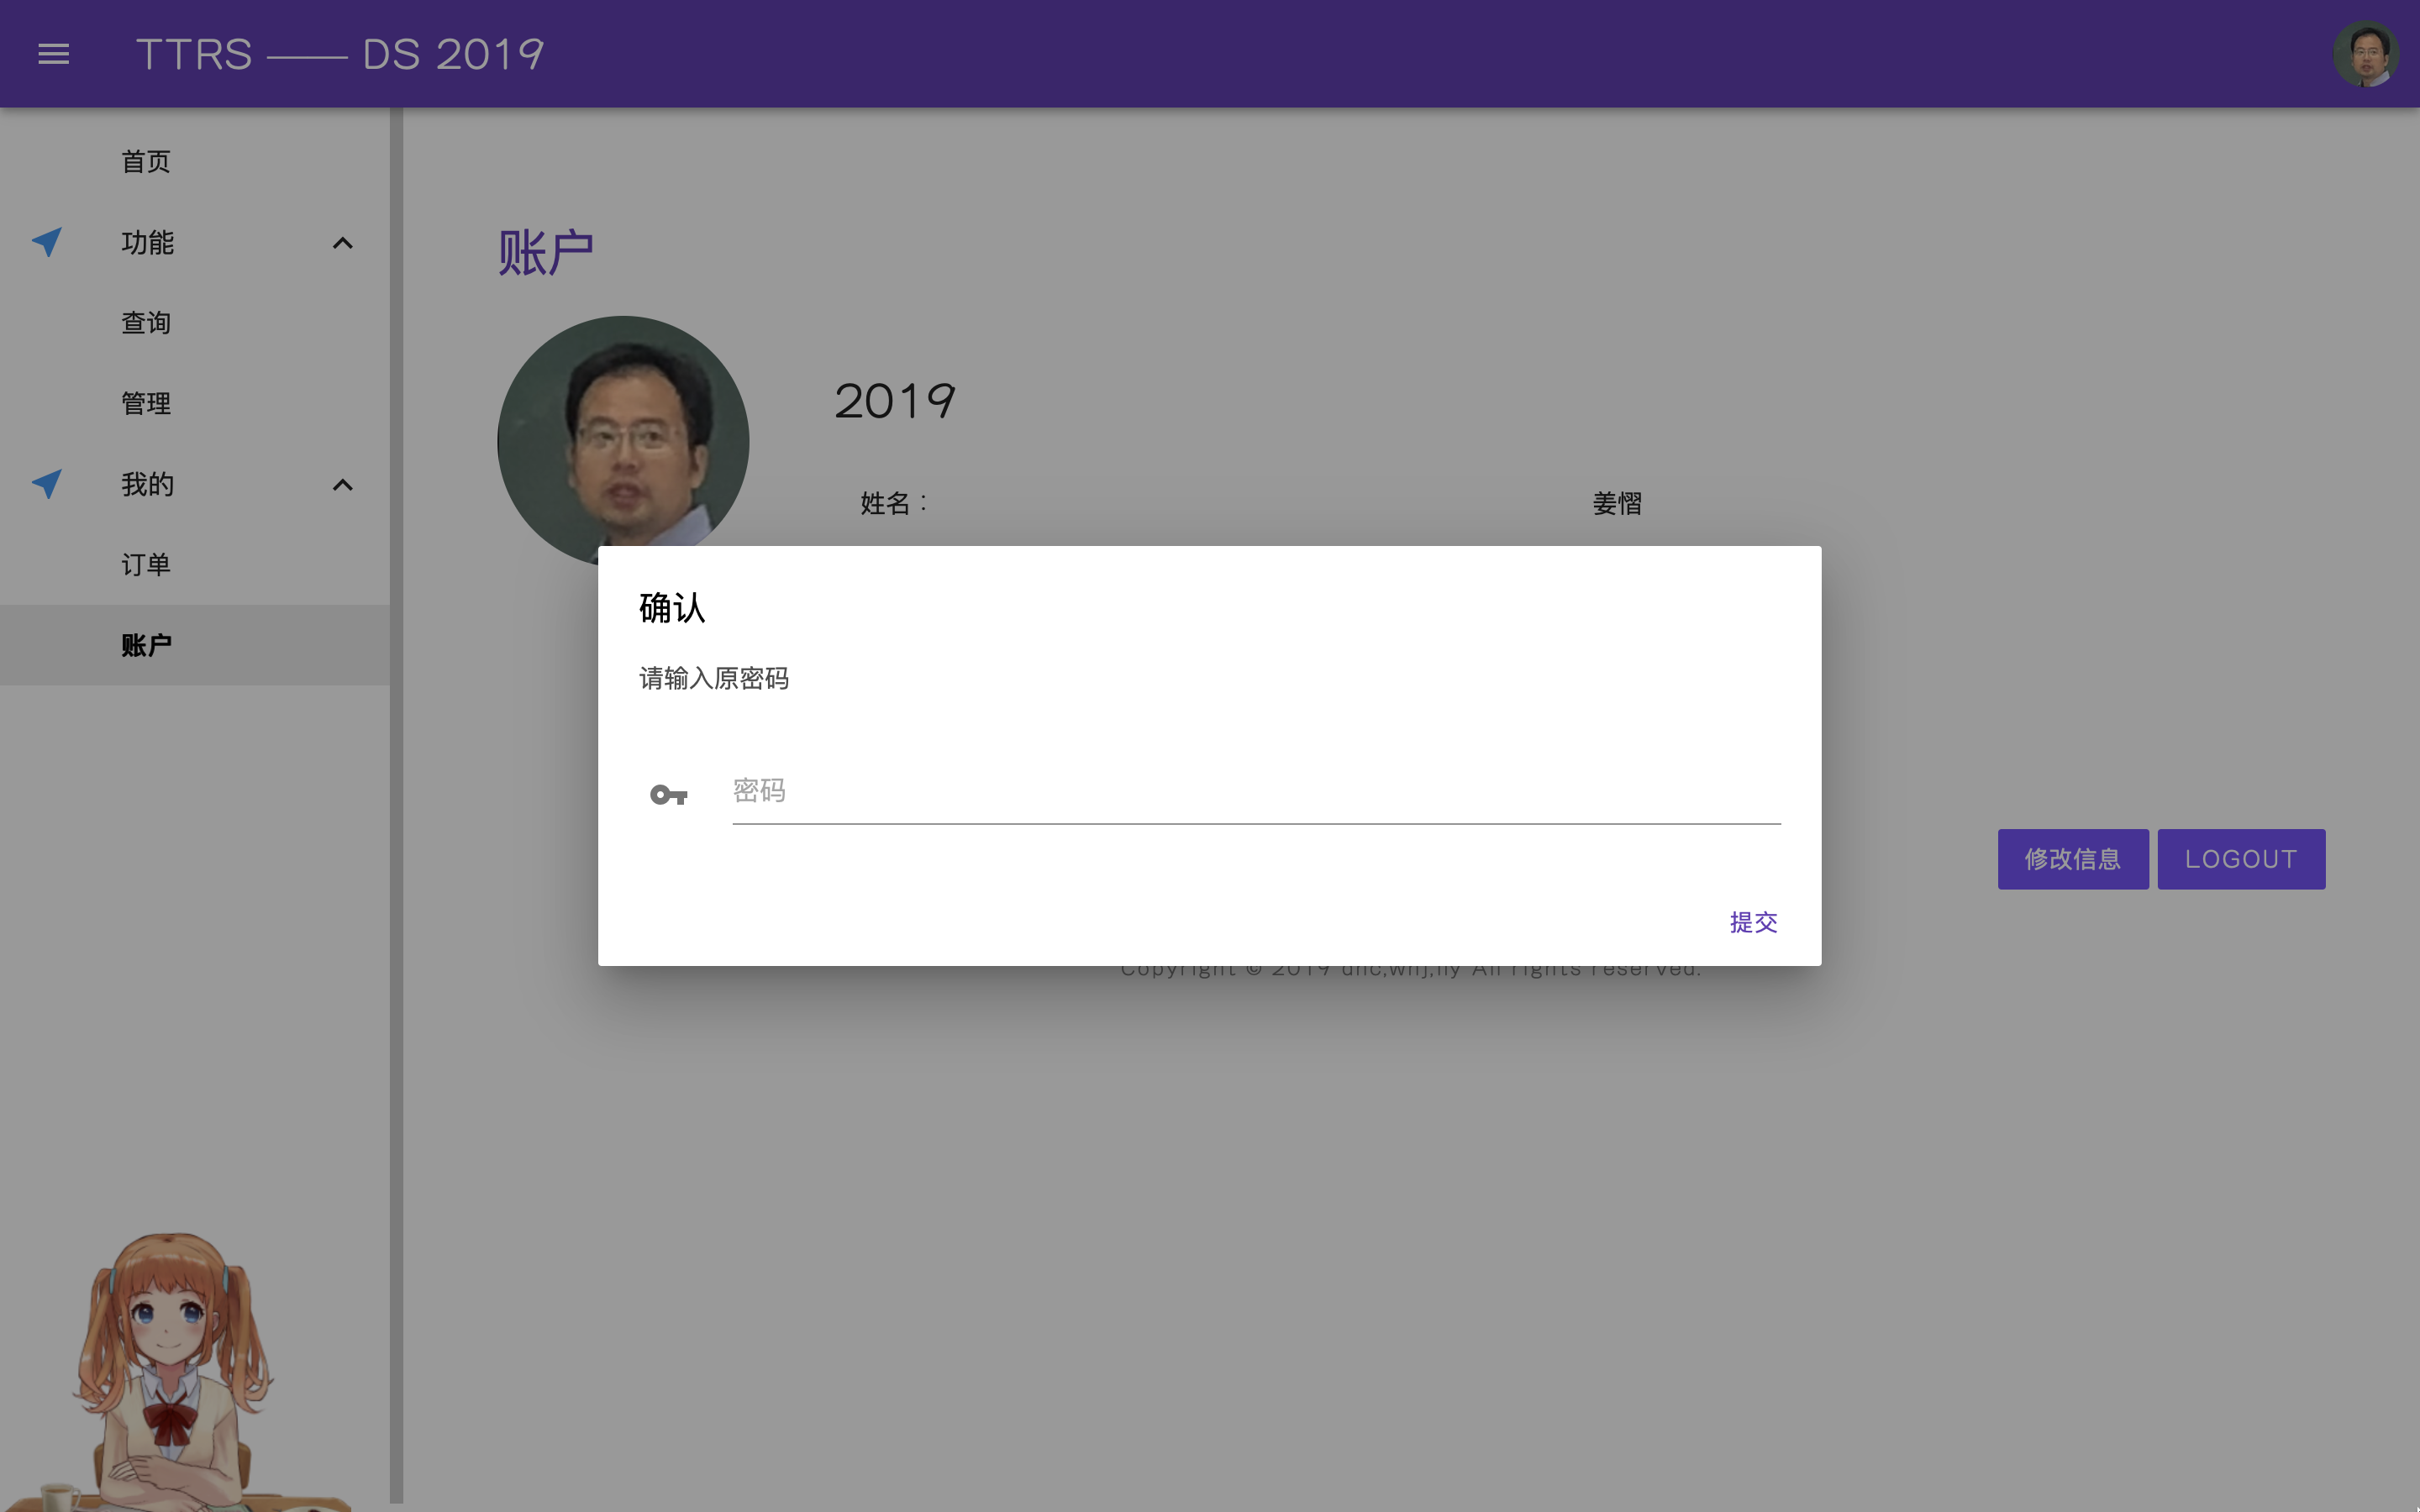 TTRS —— DS 2019
首页
功能
查询
管理
我的
订单
账户
账户
2019
姓名：
姜慴
确认
请输入原密码
密码
提交
修改信息
LOGOUT
Copyright © 2019 All rights reserved.